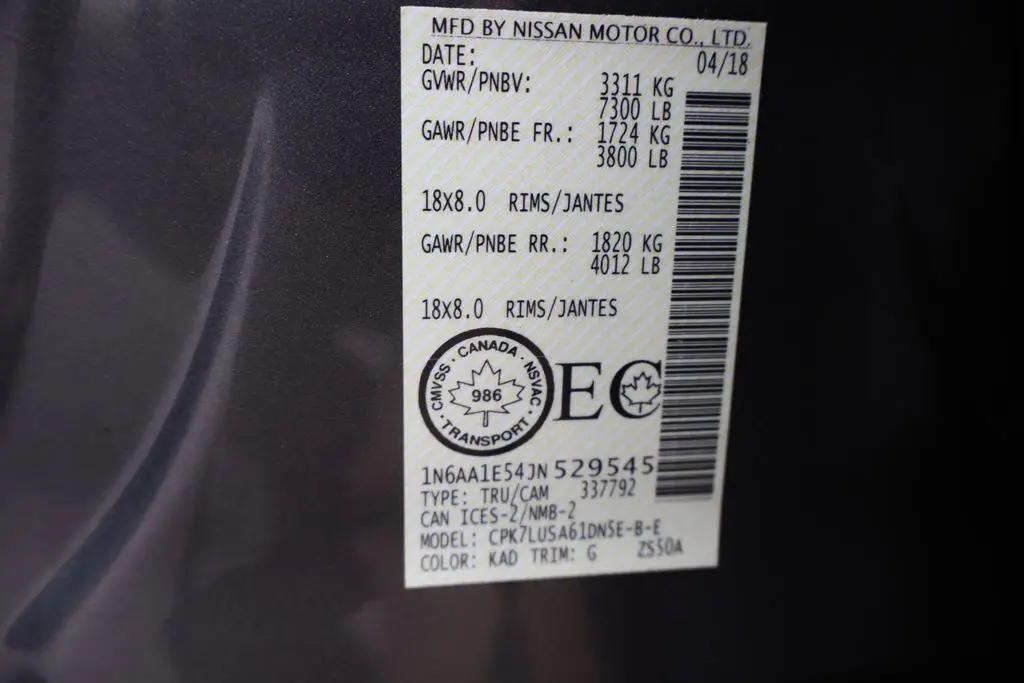 MFD BY NISSAN MOTOR CO., LTD.
DATE: 04/18
GVWR/PNBV: 3311 KG
7300 LB
GAWR/PNBE FR.: 1724 KG
3800 LB
18X8.0 RIMS/JANTES
GAWR/PNBE RR.: 1820 KG
4012 LB
18X8.0 RIMS/JANTES
CMVSS · CANADA · NSVAC · TRANSPORT ·
986
EC
1N6AA1E54JN529545
TYPE: TRU/CAM 337792
CAN ICES-2/NMB-2
MODEL: CPK7LUSA61DN5E-B-E
COLOR: KAD TRIM: G ZS50A